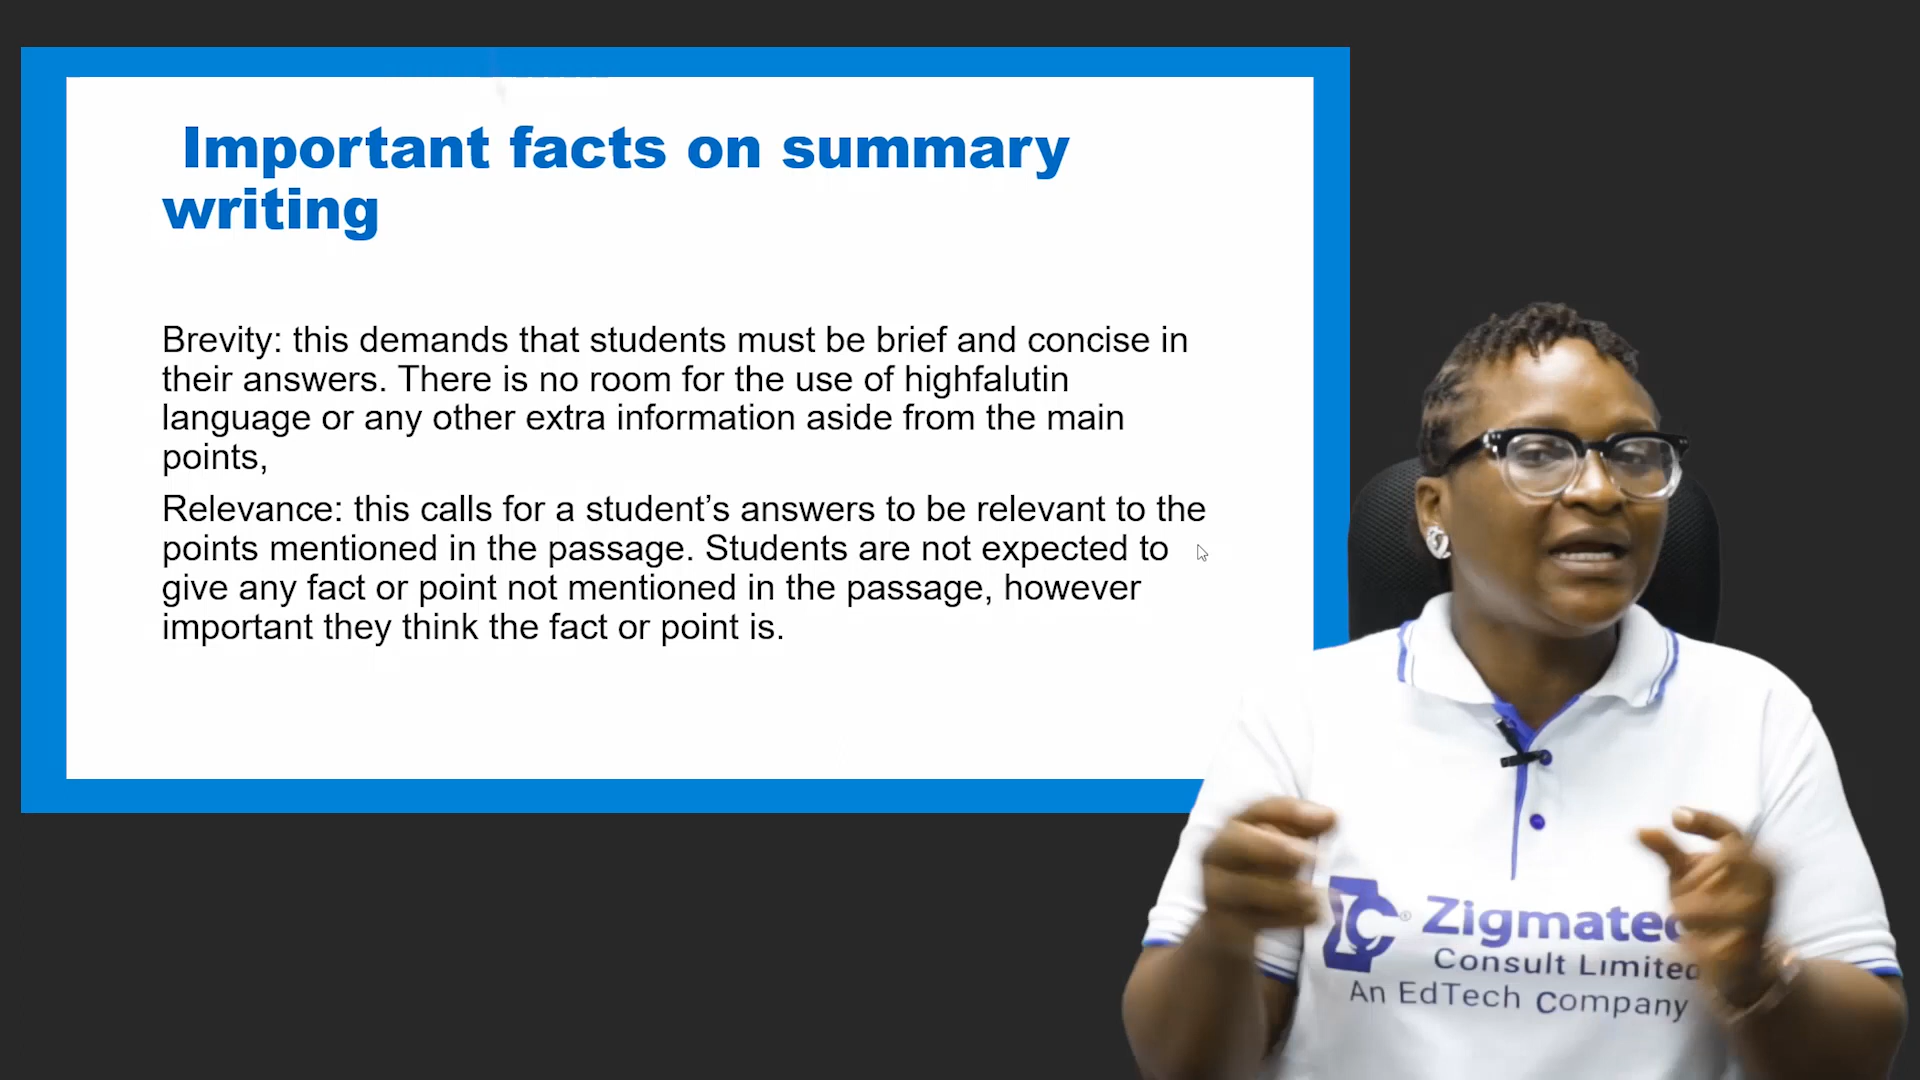 Important facts on summary
writing
Brevity: this demands that students must be brief and concise in
their answers. There is no room for the use of highfalutin
language or any other extra information aside from the main
points,
Relevance: this calls for a student’s answers to be relevant to the
points mentioned in the passage. Students are not expected to
give any fact or point not mentioned in the passage, however
important they think the fact or point is.
Consult Limited
An EdTech Company